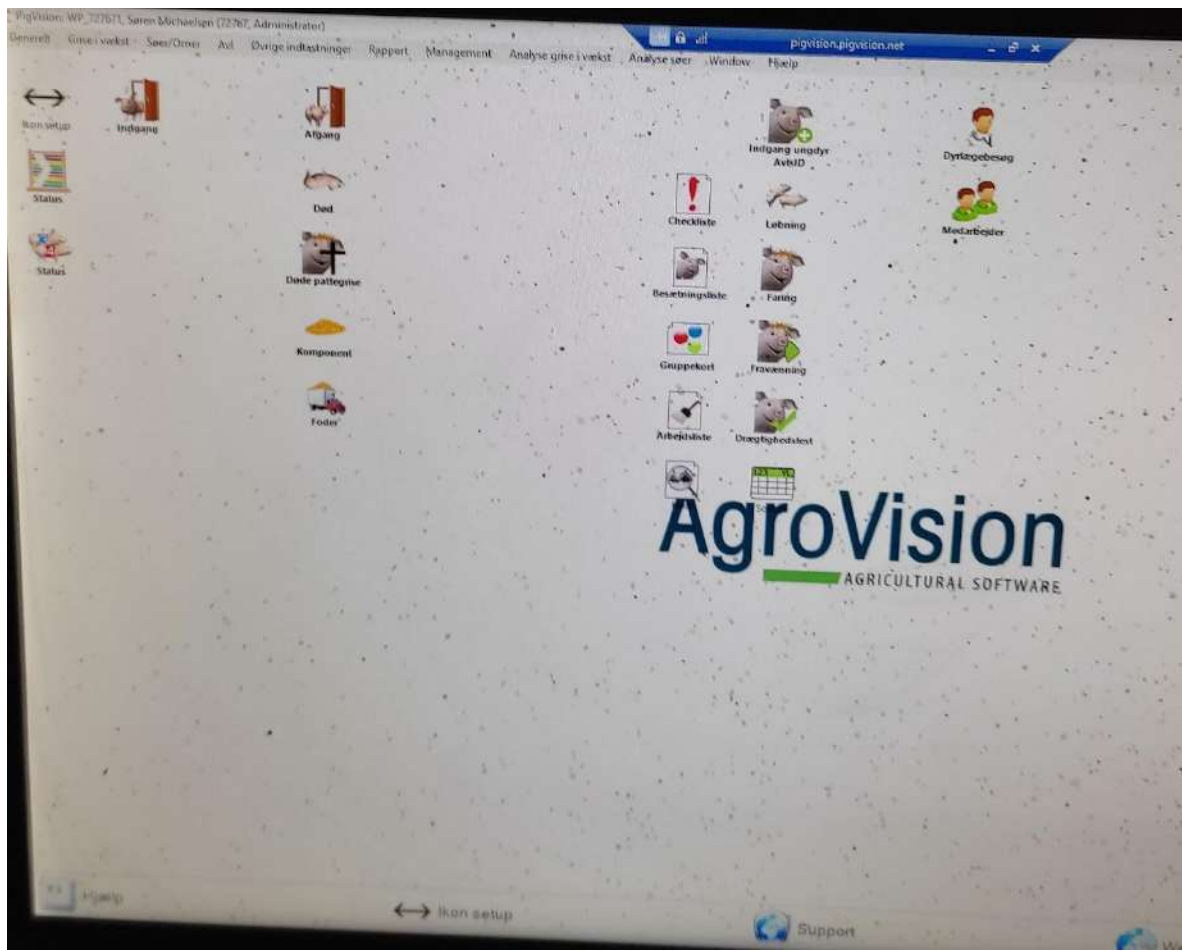 PigVision: WP_727671, Søren Michaelsen (72767, Administrator)
pigvision.pigvision.net
Generelt Grise i vækst Søer/Orner Avl Øvrige indtastninger Rapport Management Analyse grise i vækst Analyse søer Window Hjælp
Ikon setup
Indgang
Afgang
Indgang ungdyr
AvlsID
Dyrlægebesøg
Status
Død
Checkliste
Løbning
Medarbejder
Status
Døde pattegrise
Besætningsliste
Faring
Komponent
Gruppekort
Fravænning
Foder
Arbejdsliste
Drægtighedstest
AgroVision
AGRICULTURAL SOFTWARE
Hjælp
Ikon setup
Support